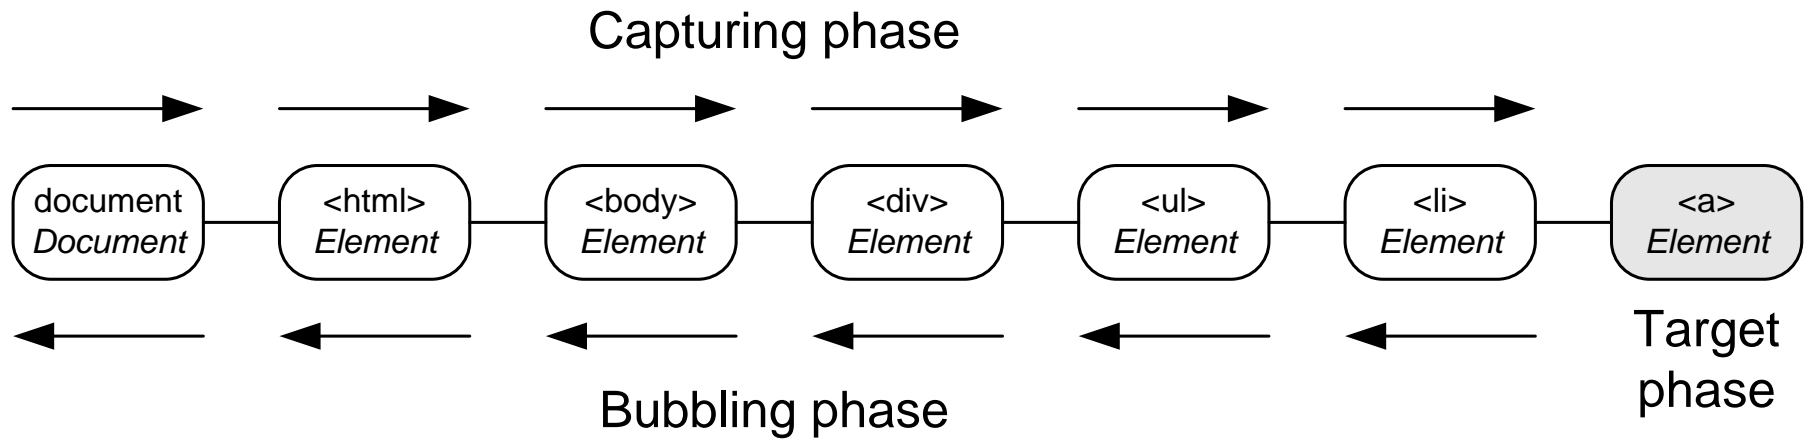 Capturing phase
document
Document
<html>
Element
<body>
Element
<div>
Element
<ul>
Element
<li>
Element
<a>
Element
Target
phase
Bubbling phase